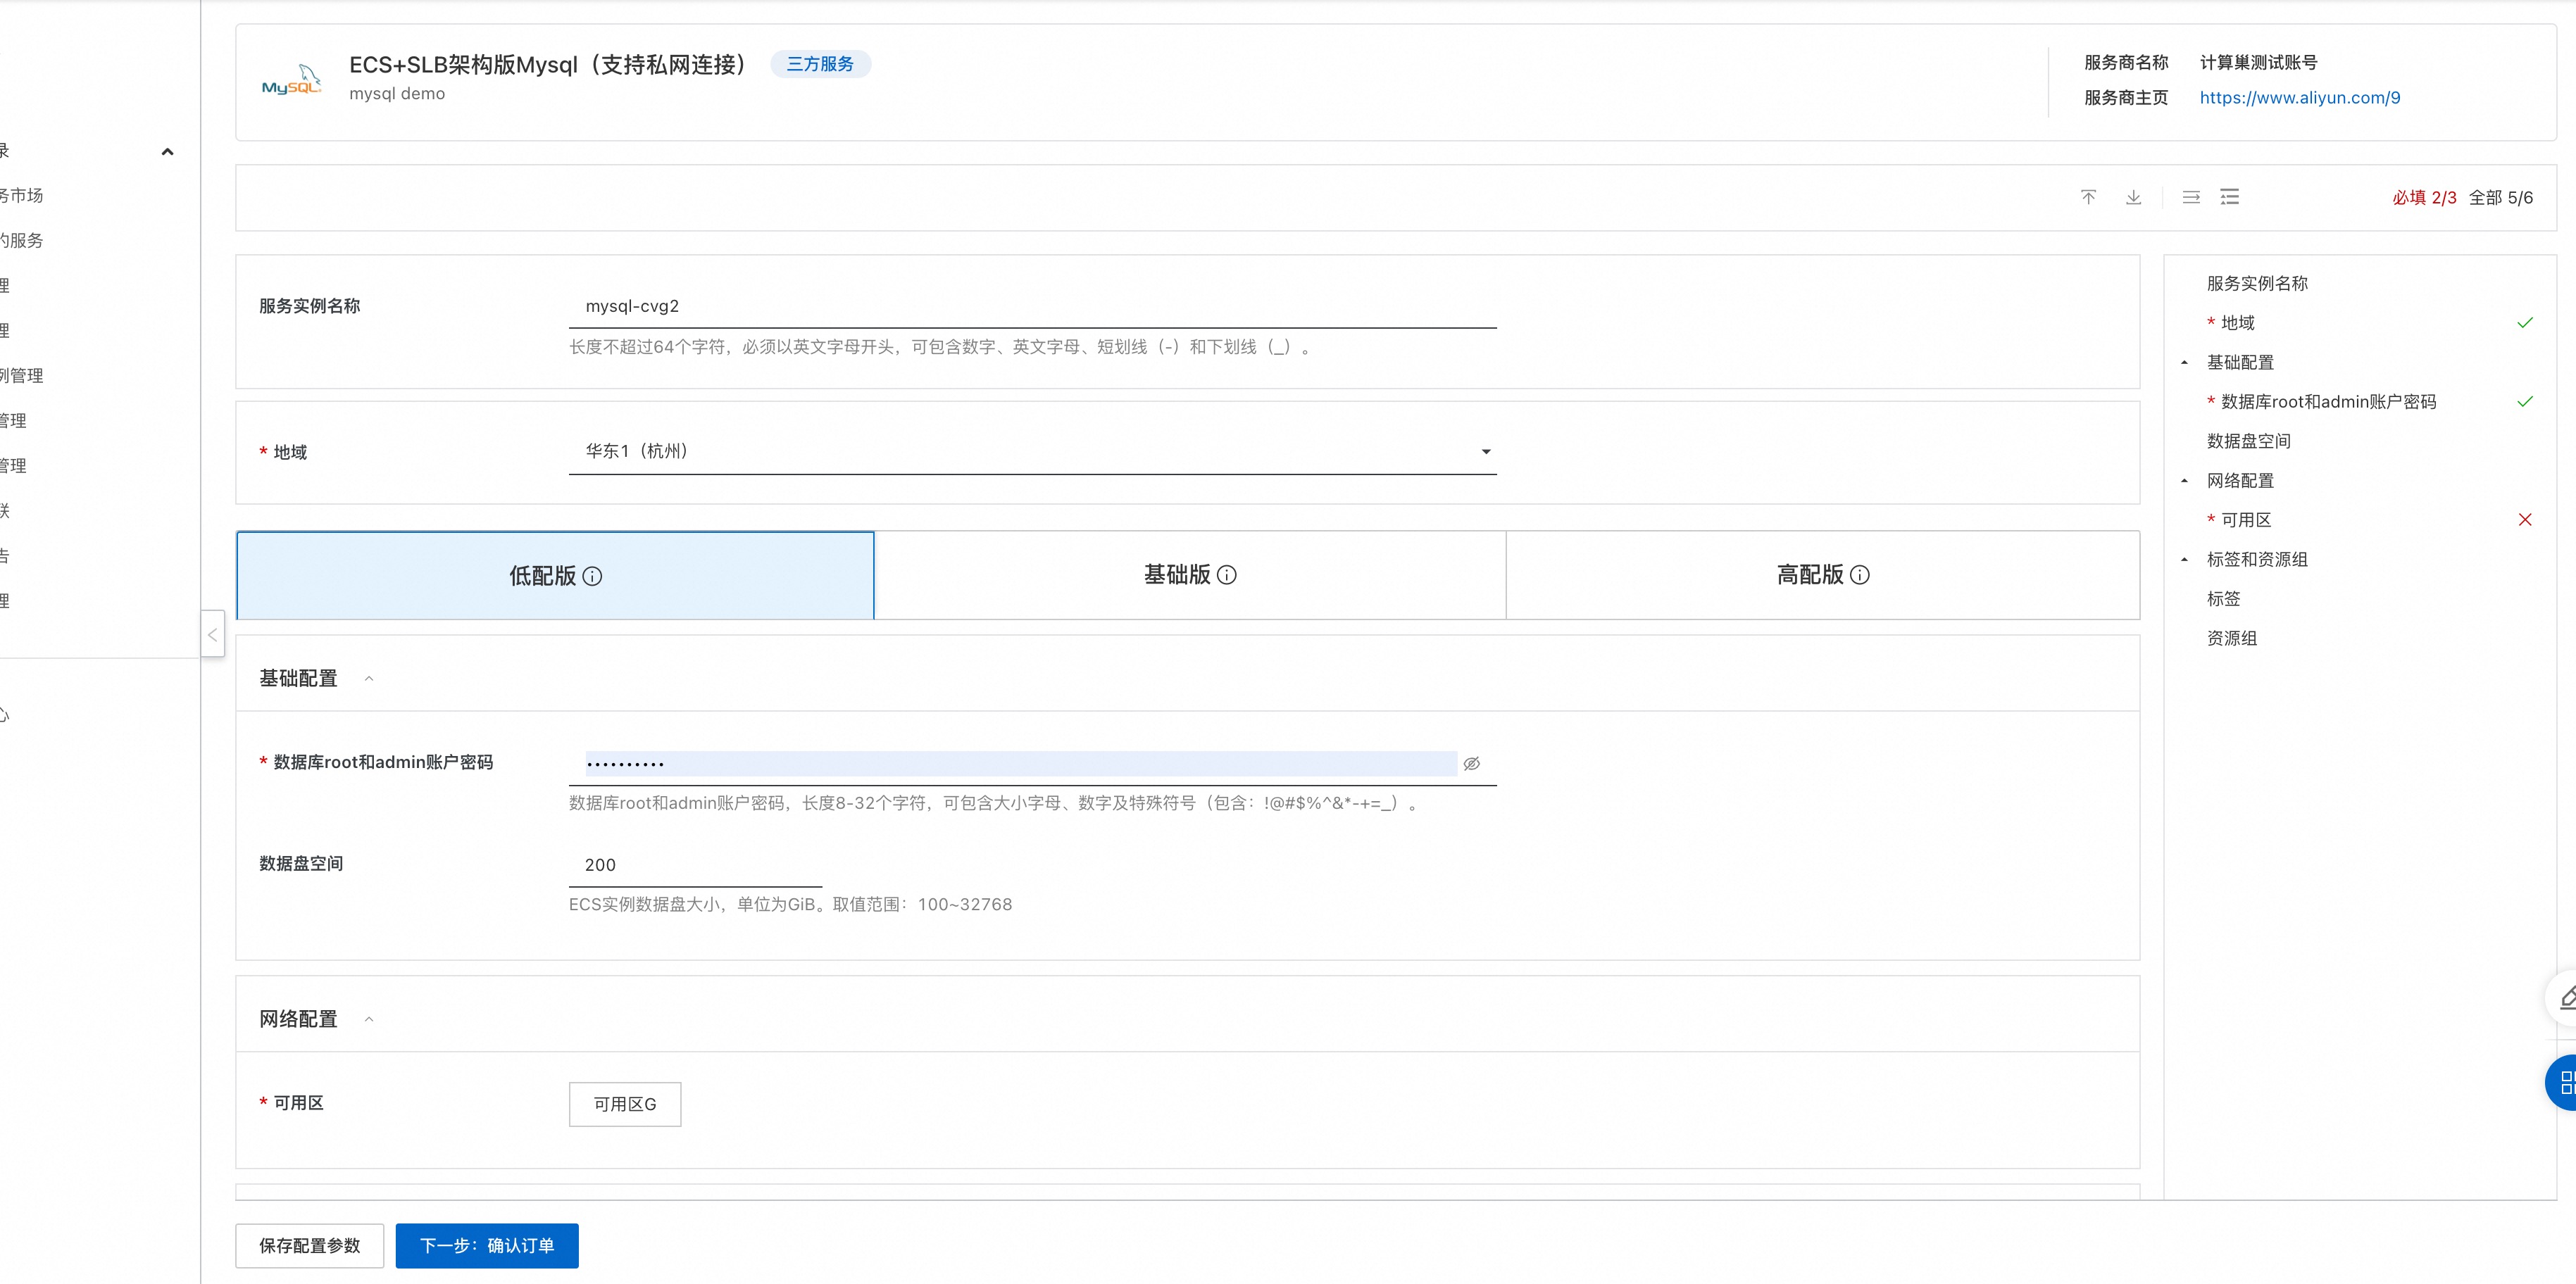 MySQL
ECS+SLB架构版Mysql（支持私网连接） 三方服务
mysql demo
服务商名称 计算巢测试账号
服务商主页 https://www.aliyun.com/9
录
务市场
的服务
理
理
例管理
管理
管理
联
告
理
心
必填 2/3 全部 5/6
服务实例名称 mysql-cvg2
长度不超过64个字符，必须以英文字母开头，可包含数字、英文字母、短划线（-）和下划线（_）。
* 地域 华东1（杭州）
低配版 基础版 高配版
基础配置
* 数据库root和admin账户密码 ••••••••••
数据库root和admin账户密码，长度8-32个字符，可包含大小字母、数字及特殊符号（包含：!@#$%^&*-+=_）。
数据盘空间 200
ECS实例数据盘大小，单位为GiB。取值范围：100~32768
网络配置
* 可用区 可用区G
服务实例名称
* 地域
基础配置
* 数据库root和admin账户密码
数据盘空间
网络配置
* 可用区
标签和资源组
标签
资源组
保存配置参数 下一步：确认订单